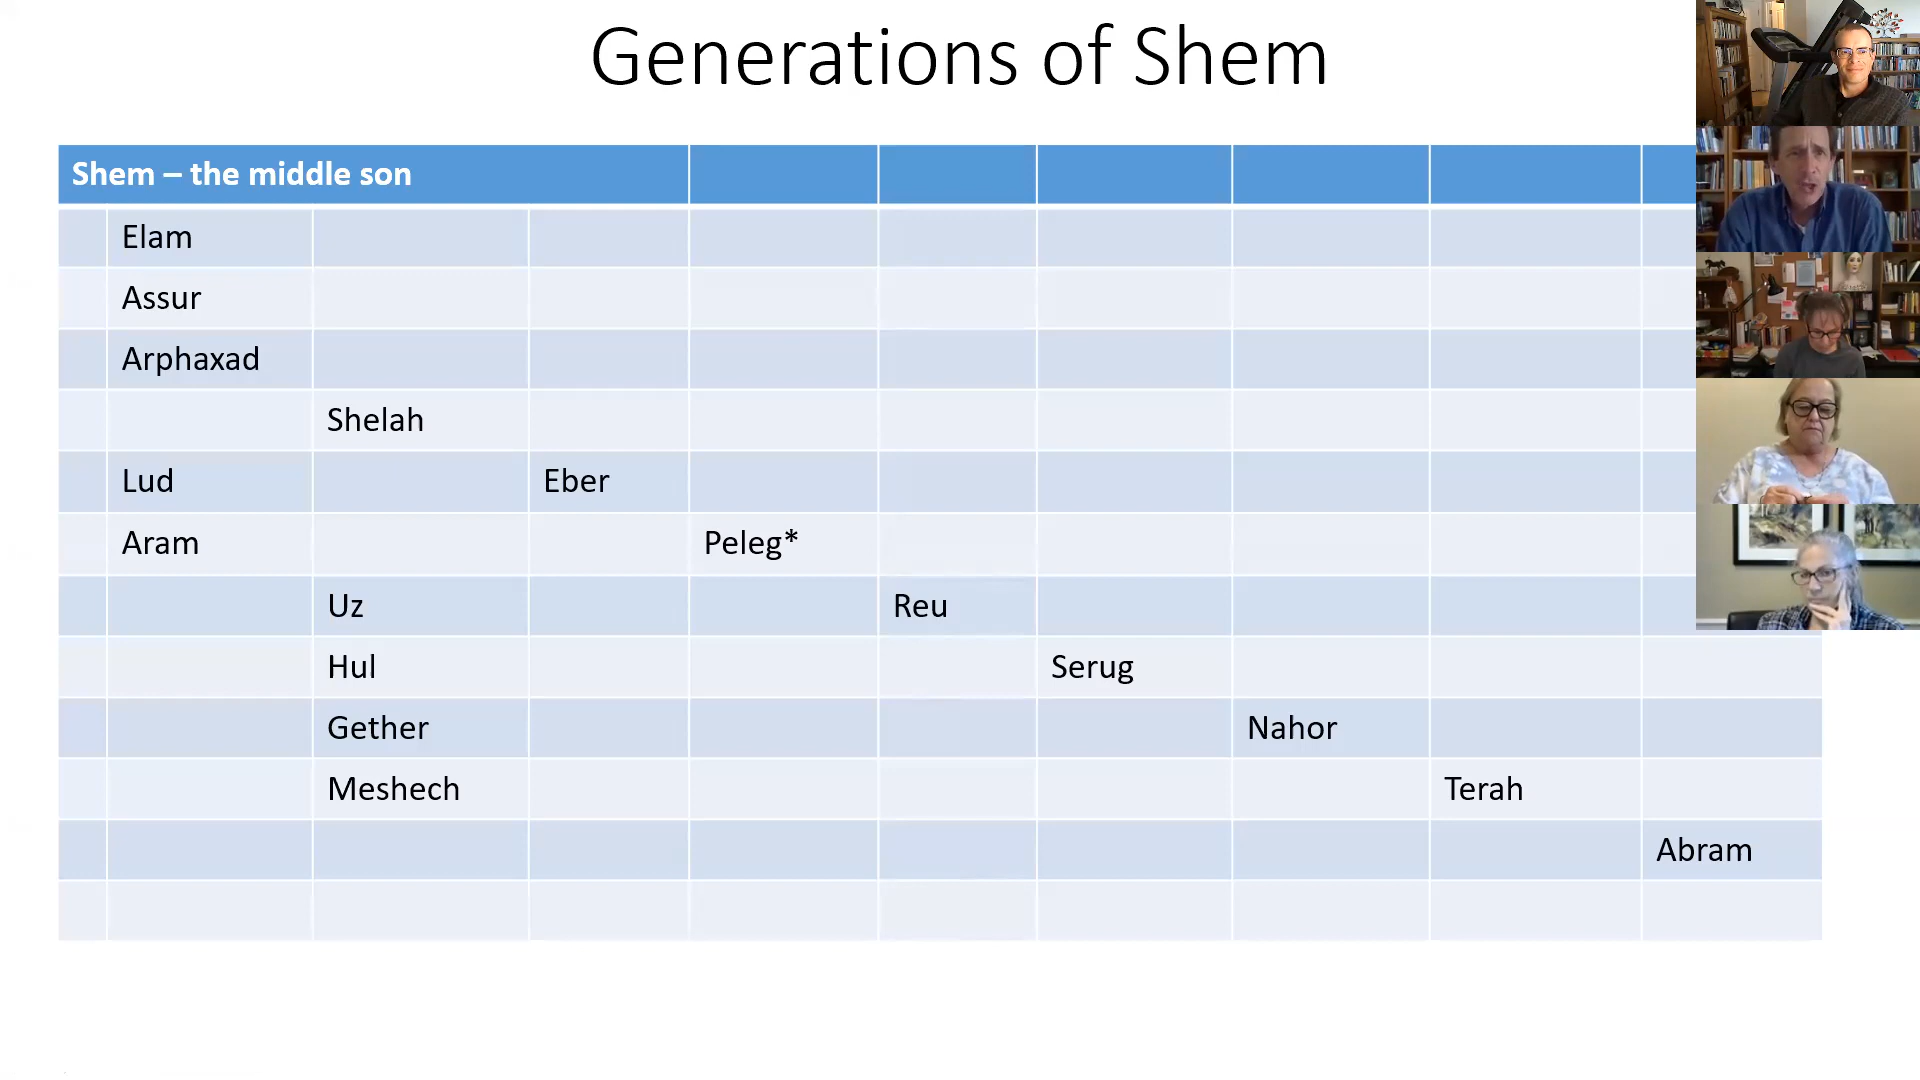 Generations of Shem
Shem – the middle son
Elam
Assur
Arphaxad
Shelah
Lud Eber
Aram Peleg*
Uz Reu
Hul Serug
Gether Nahor
Meshech Terah
Abram